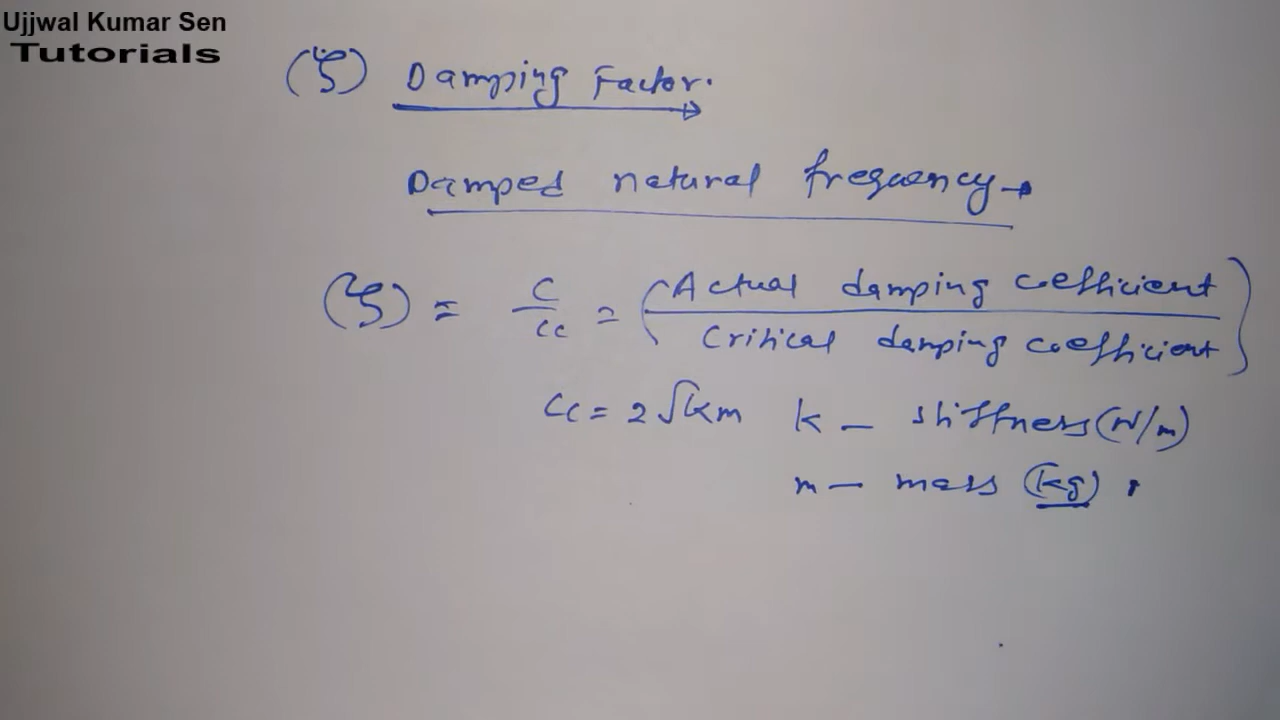 Ujjwal Kumar Sen
Tutorials
(ζ) Damping Factor.
Damped natural frequency →
(ζ) = C/Cc = (Actual damping coefficient / Critical damping coefficient)
Cc = 2√km k – stiffness (N/m)
m – mass (kg)